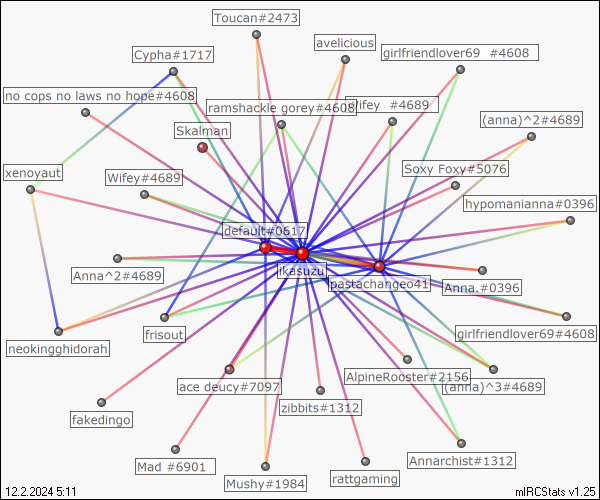 Toucan#2473
avelicious
Cypha#1717
girlfriendlover69 #4608
no cops no laws no hope#4608
ramshackle gorey#4608
Wifey #4689
(anna)^2#4689
Skalman
xenoyaut
Wifey#4689
Soxy Foxy#5076
hypomanianna#0396
default#0617
ikasuzu
Anna^2#4689
pastachangeo41
Anna.#0396
frisout
neokingghidorah
girlfriendlover69#4608
ace deucy#7097
AlpineRooster#2156
(anna)^3#4689
fakedingo
zibbits#1312
Annarchist#1312
Mad #6901
Mushy#1984
rattgaming
12.2.2024 5:11
mIRCStats v1.25